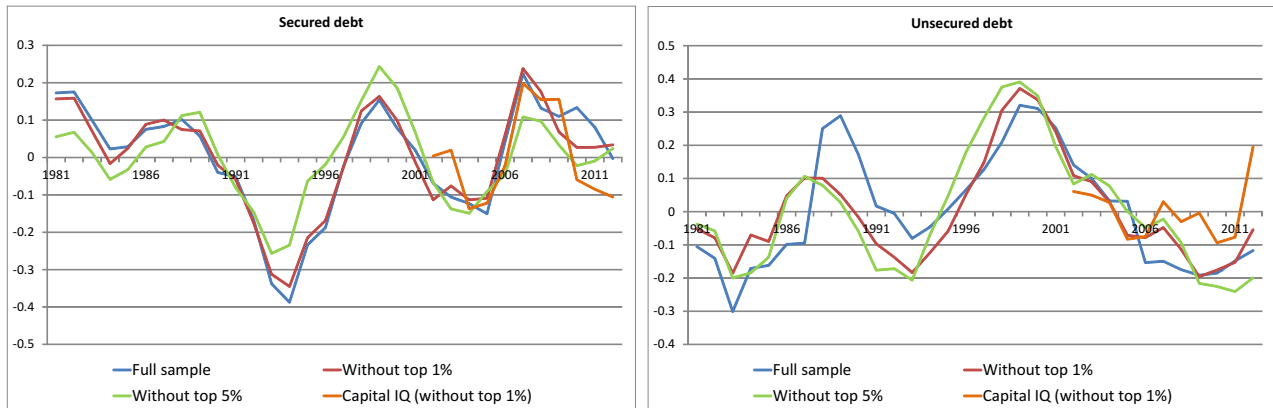 Secured debt
0.3
0.2
0.1
0
-0.1
-0.2
-0.3
-0.4
-0.5
1981 1986 1991 1996 2001 2006 2011
Full sample Without top 1%
Without top 5% Capital IQ (without top 1%)
Unsecured debt
0.5
0.4
0.3
0.2
0.1
0
-0.1
-0.2
-0.3
-0.4
1981 1986 1991 1996 2001 2006 2011
Full sample Without top 1%
Without top 5% Capital IQ (without top 1%)